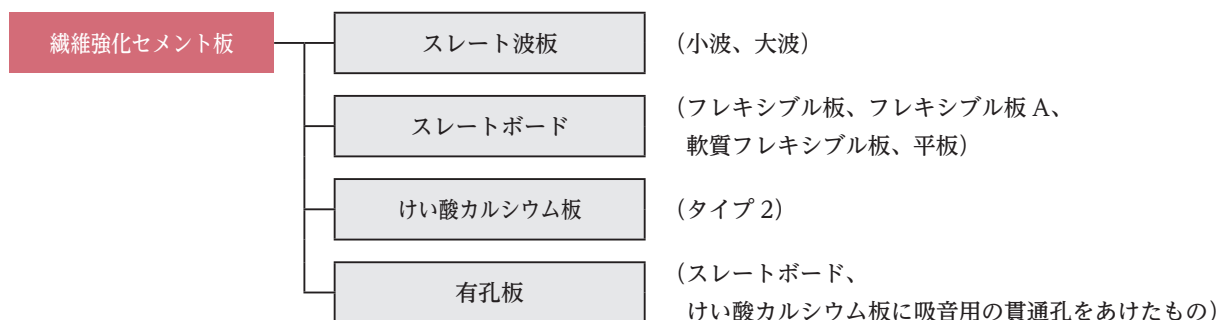 繊維強化セメント板
スレート波板
（小波、大波）
スレートボード
（フレキシブル板、フレキシブル板 A、
軟質フレキシブル板、平板）
けい酸カルシウム板
（タイプ 2）
有孔板
（スレートボード、
けい酸カルシウム板に吸音用の貫通孔をあけたもの）